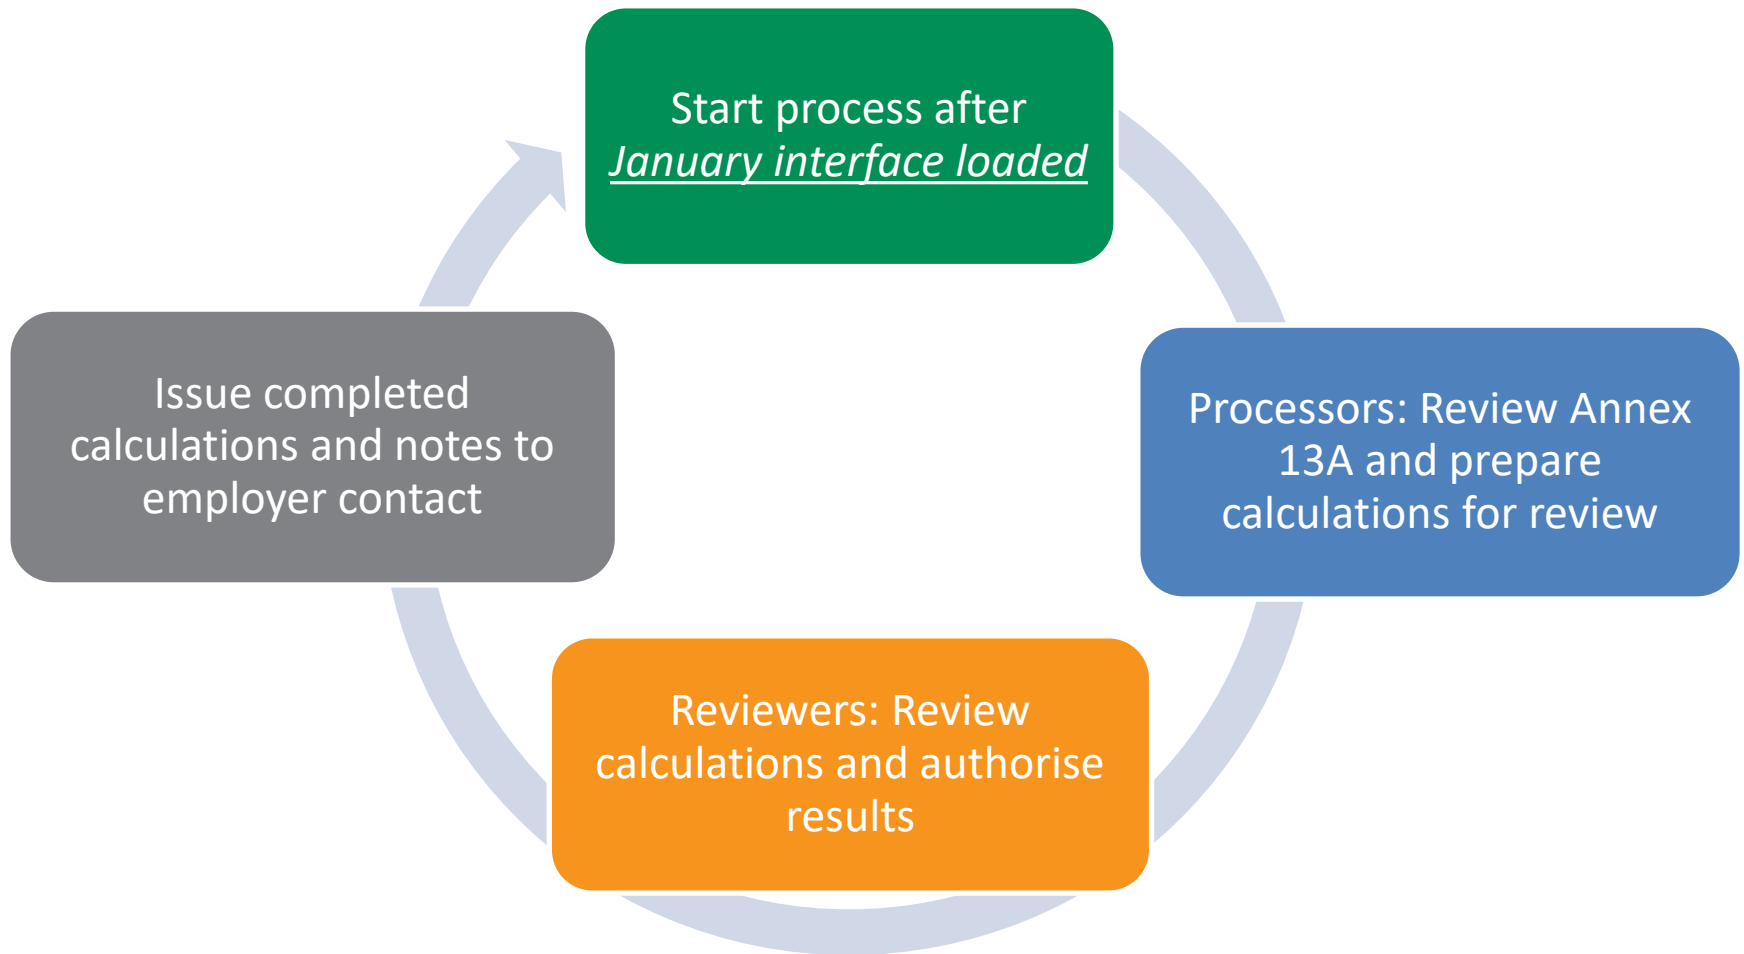 Start process after
January interface loaded
Processors: Review Annex
13A and prepare
calculations for review
Reviewers: Review
calculations and authorise
results
Issue completed
calculations and notes to
employer contact